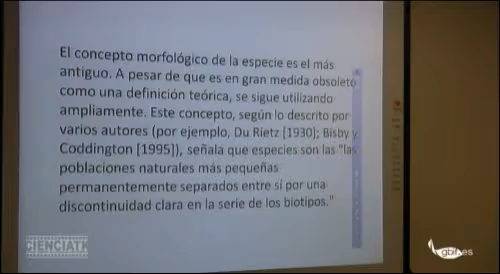 El concepto morfológico de la especie es el más
antiguo. A pesar de que es en gran medida obsoleto
como una definición teórica, se sigue utilizando
ampliamente. Este concepto, según lo descrito por
varios autores (por ejemplo, Du Rietz [1930]; Bisby y
Coddington [1995]), señala que especies son las "las
poblaciones naturales más pequeñas
permanentemente separados entre sí por una
discontinuidad clara en la serie de los biotipos."
CIENCIATK
gbif.es